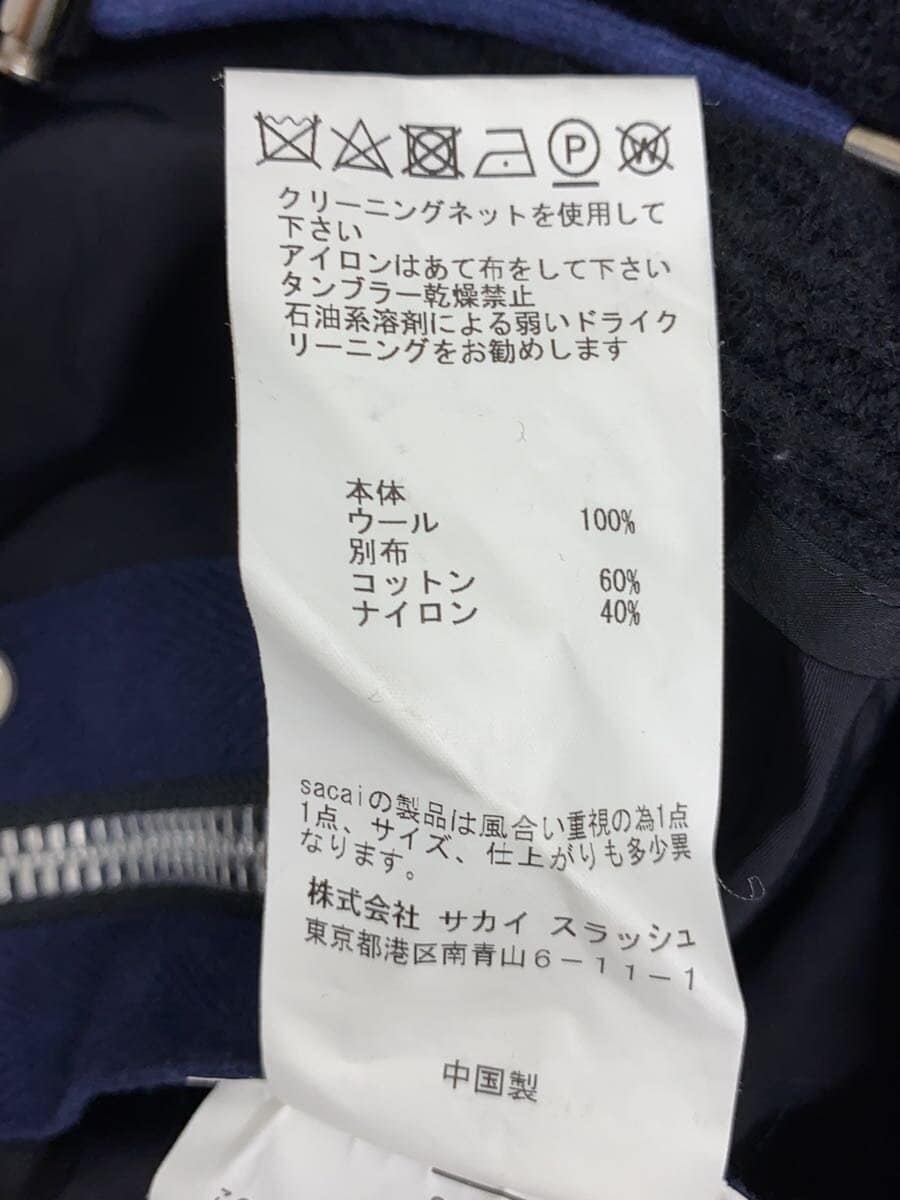 P W
クリーニングネットを使用して
下さい
アイロンはあて布をして下さい
タンブラー乾燥禁止
石油系溶剤による弱いドライク
リーニングをお勧めします
本体
ウール 100%
別布
コットン 60%
ナイロン 40%
sacaiの製品は風合い重視の為1点
1点、サイズ、仕上がりも多少異
なります。
株式会社 サカイ スラッシュ
東京都港区南青山6-11-1
中国製